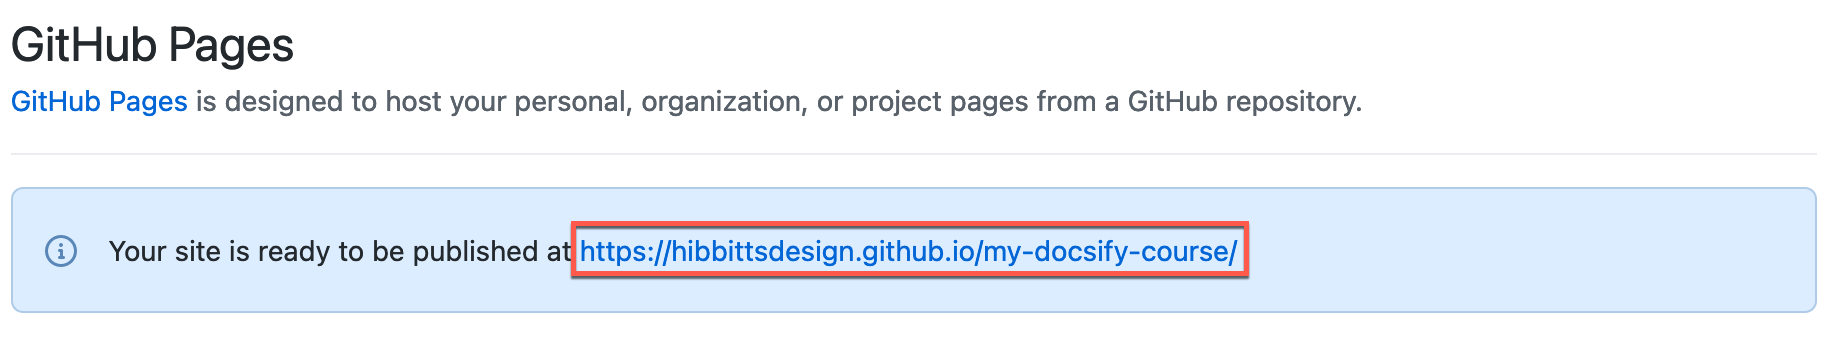 GitHub Pages
GitHub Pages is designed to host your personal, organization, or project pages from a GitHub repository.
Your site is ready to be published at https://hibbittsdesign.github.io/my-docsify-course/